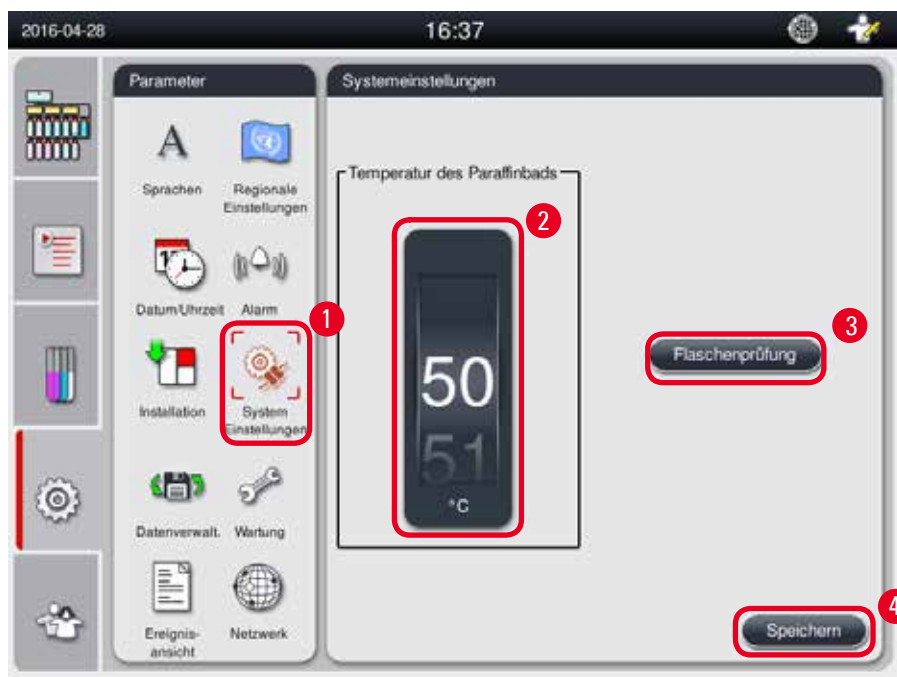 2016-04-28
16:37
Parameter
Systemeinstellungen
Sprachen
Regionale
Einstellungen
Datum/Uhrzeit
Alarm
1
Installation
System
Einstellungen
Datenverwalt.
Wartung
Ereignis-
ansicht
Netzwerk
Temperatur des Paraffinbads
2
50
51
°C
3
Flaschenprüfung
4
Speichern